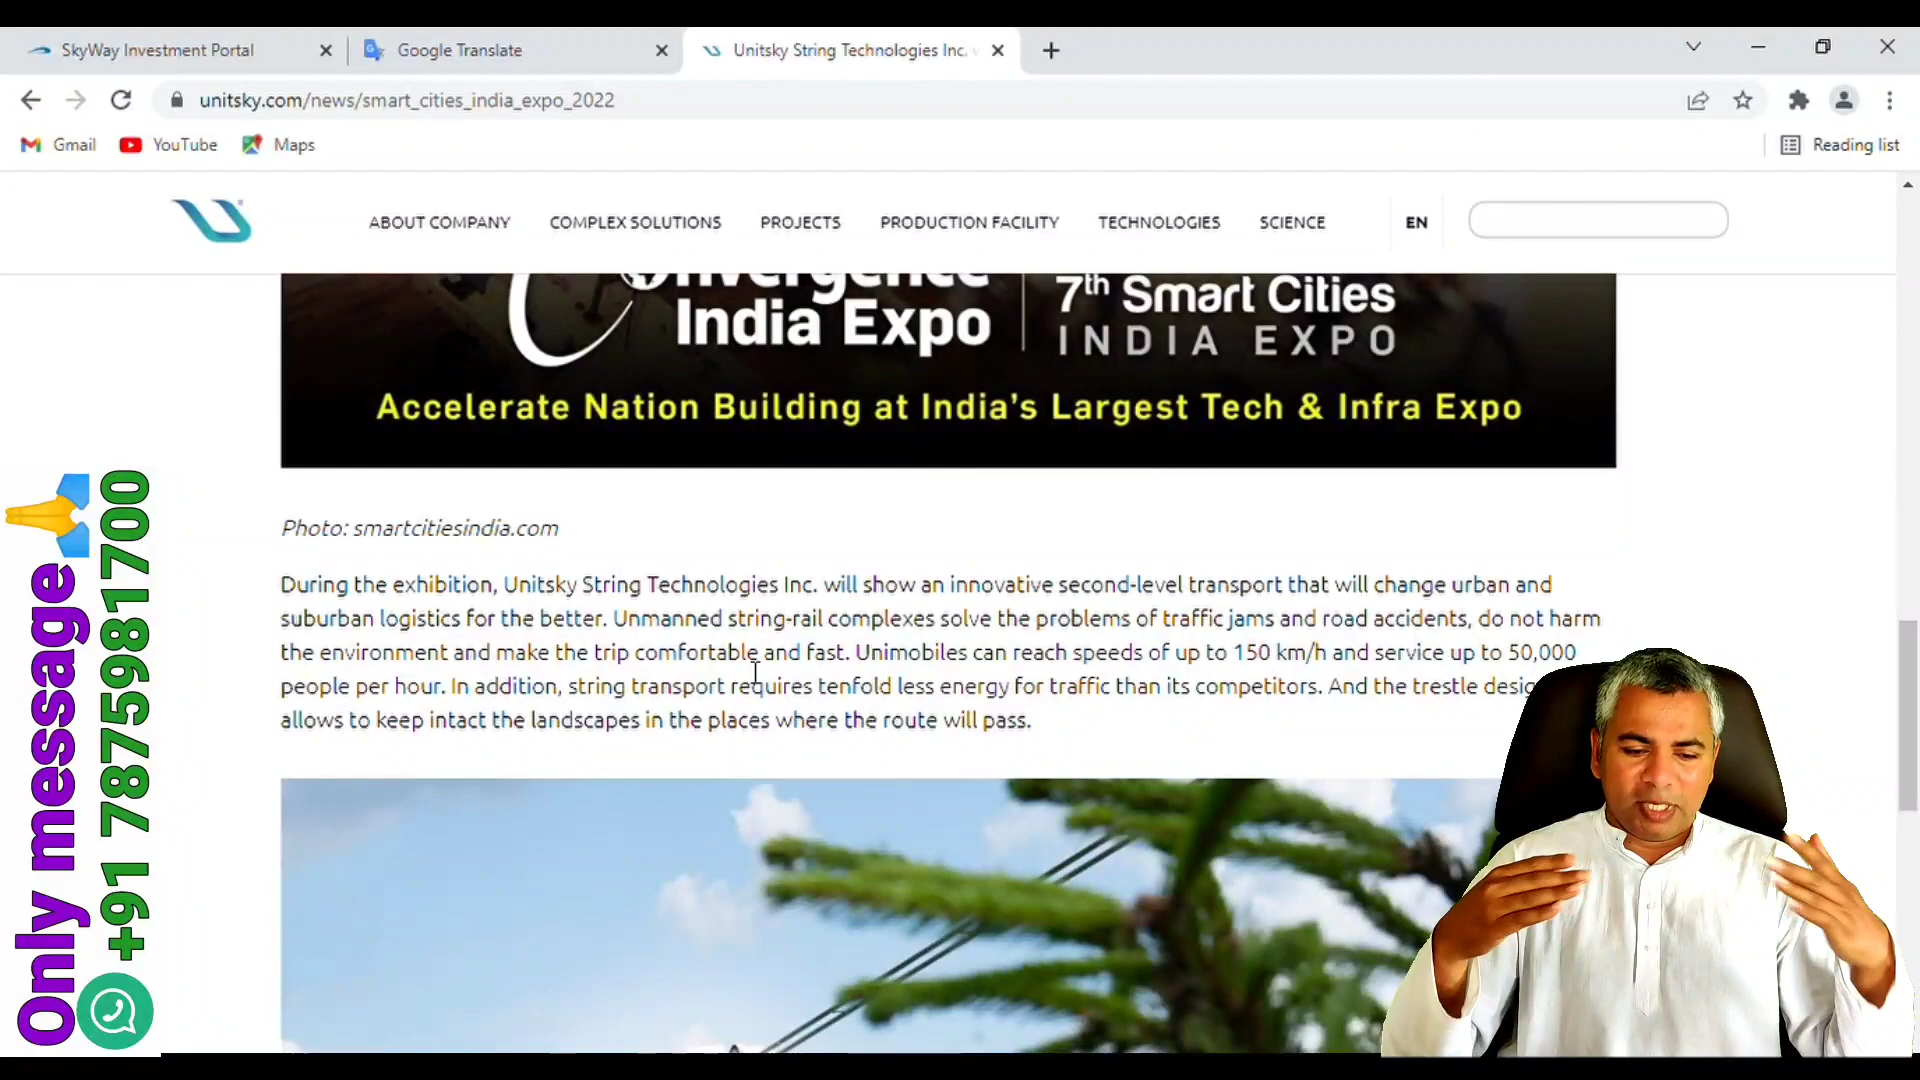 SkyWay Investment Portal
Google Translate
Unitsky String Technologies Inc.
unitsky.com/news/smart_cities_india_expo_2022
Gmail
YouTube
Maps
Reading list
ABOUT COMPANY
COMPLEX SOLUTIONS
PROJECTS
PRODUCTION FACILITY
TECHNOLOGIES
SCIENCE
EN
Convergence
India Expo
7th Smart Cities
INDIA EXPO
Accelerate Nation Building at India's Largest Tech & Infra Expo
Photo: smartcitiesindia.com
During the exhibition, Unitsky String Technologies Inc. will show an innovative second-level transport that will change urban and
suburban logistics for the better. Unmanned string-rail complexes solve the problems of traffic jams and road accidents, do not harm
the environment and make the trip comfortable and fast. Unimobiles can reach speeds of up to 150 km/h and service up to 50,000
people per hour. In addition, string transport requires tenfold less energy for traffic than its competitors. And the trestle desig
allows to keep intact the landscapes in the places where the route will pass.
Only message
+91 7875981700